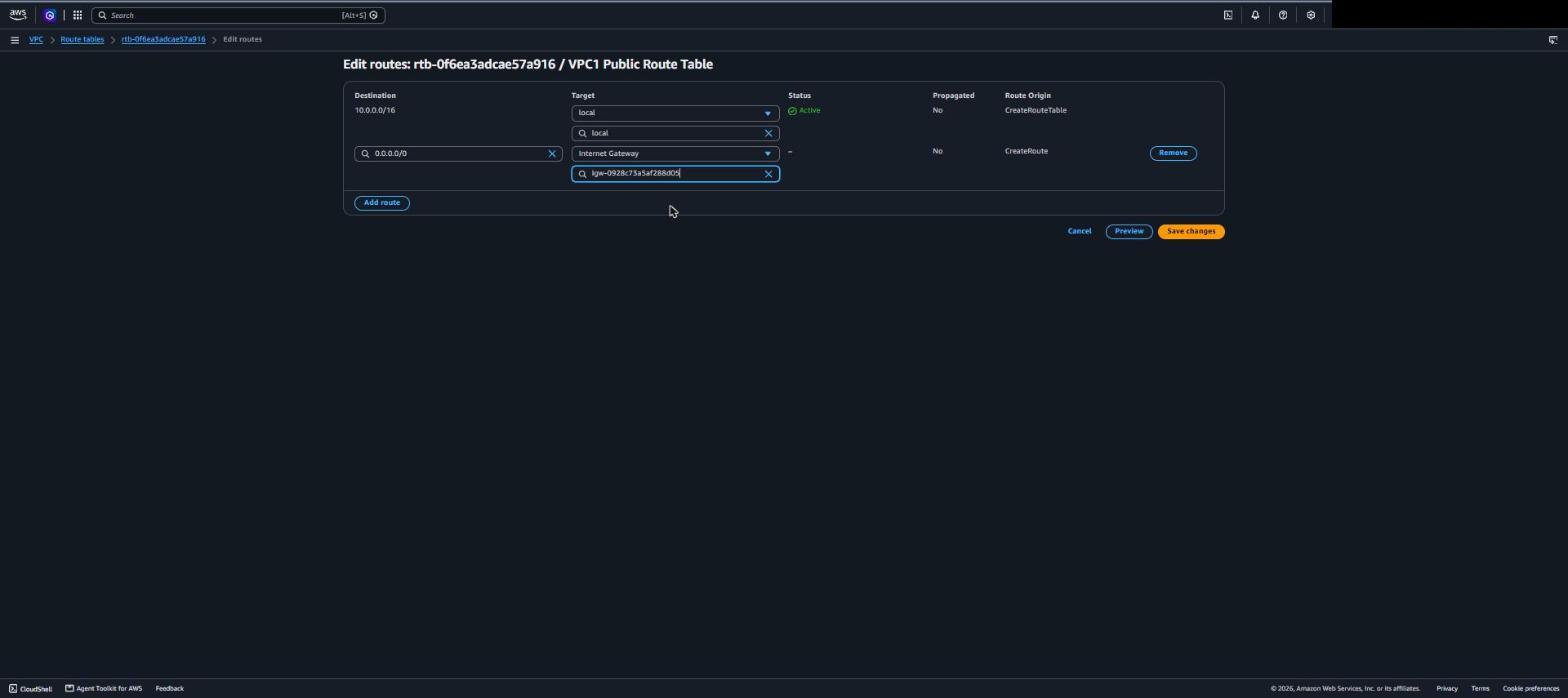 aws Search [Alt+S]
VPC > Route tables > rtb-0f6ea3adcae57a916 > Edit routes
Edit routes: rtb-0f6ea3adcae57a916 / VPC1 Public Route Table
Destination Target Status Propagated Route Origin
10.0.0.0/16 local Active No CreateRouteTable
local
0.0.0.0/0 Internet Gateway – No CreateRoute Remove
igw-0928c73a5af288d05
Add route
Cancel Preview Save changes
CloudShell Agent Toolkit for AWS Feedback © 2026, Amazon Web Services, Inc. or its affiliates. Privacy Terms Cookie preferences